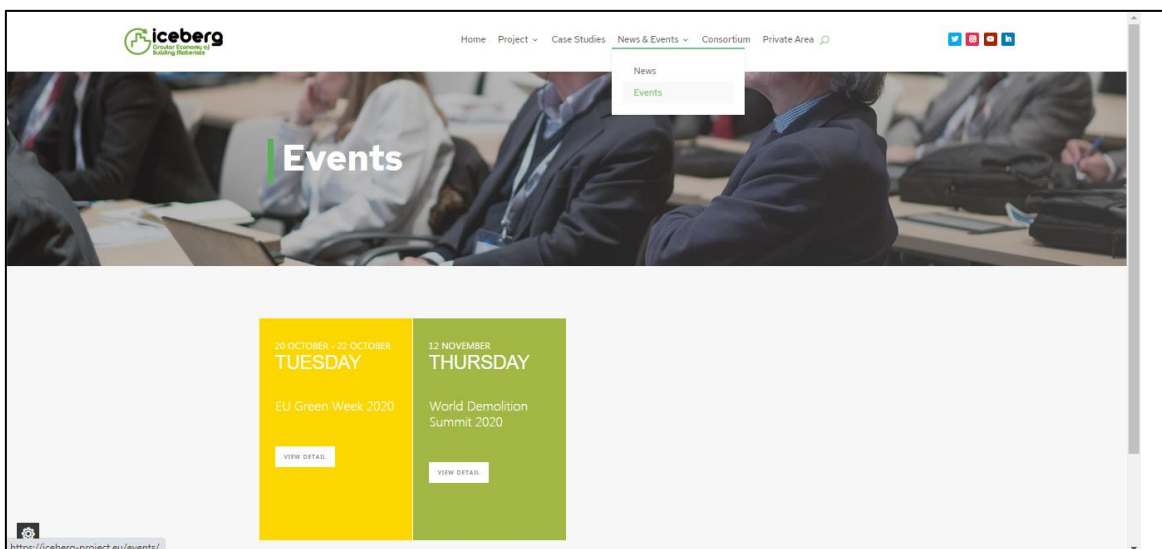 iceberg
Circular Economy of
Building Materials
Home Project Case Studies News & Events Consortium Private Area
News
Events
Events
20 OCTOBER - 22 OCTOBER
TUESDAY
EU Green Week 2020
VIEW DETAIL
12 NOVEMBER
THURSDAY
World Demolition
Summit 2020
VIEW DETAIL
https://iceberg-project.eu/events/